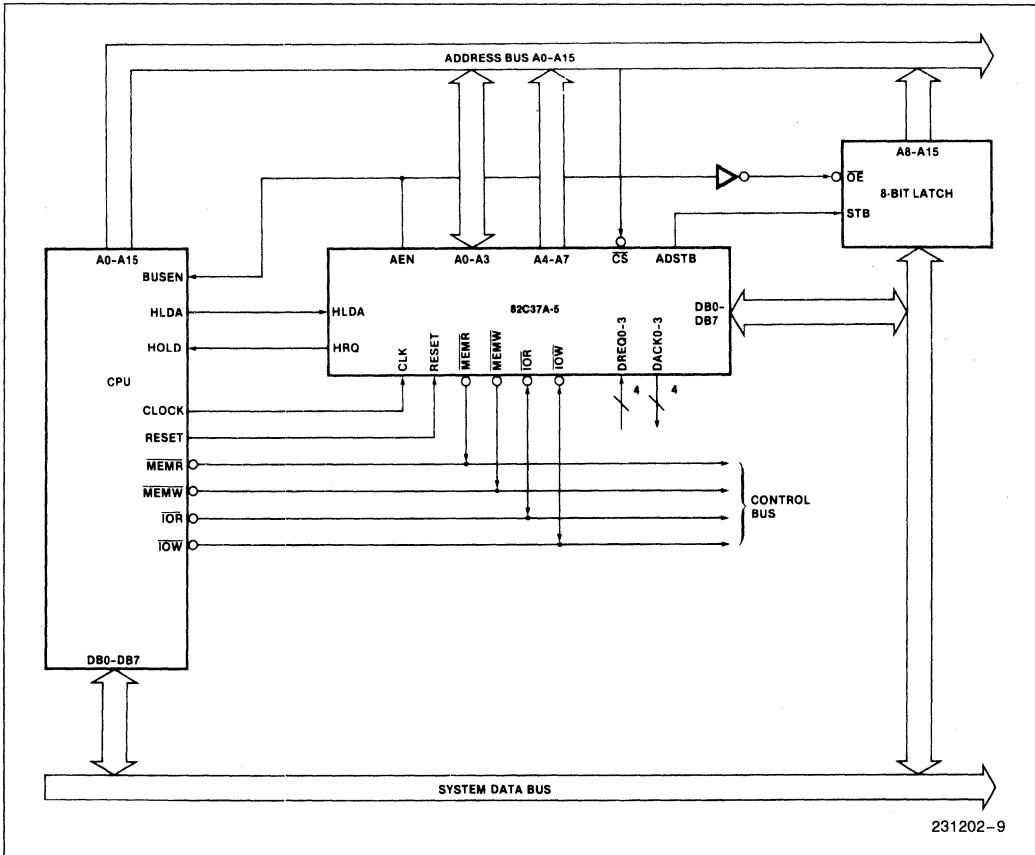 ADDRESS BUS A0-A15
A8-A15
OE
8-BIT LATCH
STB
A0-A15
BUSEN
HLDA
HOLD
CPU
CLOCK
RESET
MEMR
MEMW
IOR
IOW
DB0-DB7
AEN
A0-A3
A4-A7
CS
ADSTB
HLDA
82C37A-5
DB0-
DB7
HRQ
CLK
RESET
MEMR
MEMW
IOR
IOW
DREQ0-3
DACK0-3
4
4
CONTROL
BUS
SYSTEM DATA BUS
231202-9